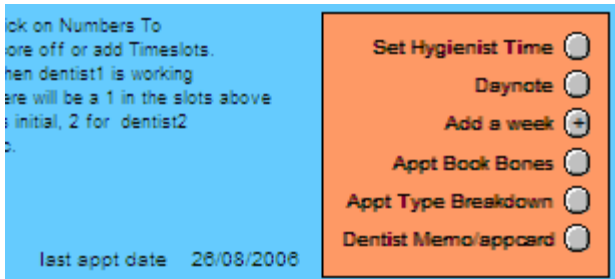 ick on Numbers To
ore off or add Timeslots.
hen dentist1 is working
ere will be a 1 in the slots above
s initial, 2 for dentist2
o.
last appt date 26/08/2006
Set Hygienist Time
Daynote
Add a week +
Appt Book Bones
Appt Type Breakdown
Dentist Memo/appcard